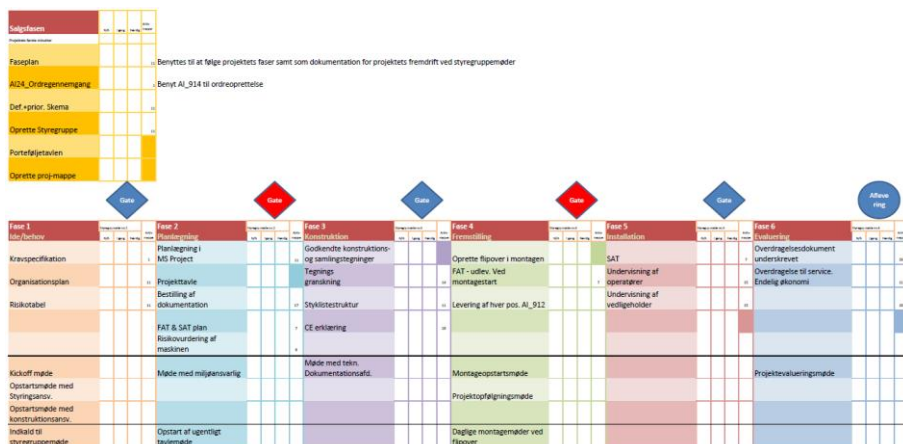 Salgsfasen
Faseplan
Benyttes til at følge projektets faser samt som dokumentation for projektets fremdrift ved styregruppemøder
AI24_Ordregennemgang
Benyt AI_914 til ordreoprettelse
Def.+prior. Skema
Oprette Styregruppe
Porteføljetavlen
Oprette proj-mappe
Gate
Gate
Gate
Gate
Gate
Afleve
ring
Fase 1
Ide/behov
Kravspecifikation
Organisationsplan
Risikotabel
Kickoff møde
Opstartsmøde med
Styringsansv.
Opstartsmøde med
konstruktionsansv.
Indkald til
styregruppemøde
Fase 2
Planlægning
Planlægning i
MS Project
Projekttavle
Bestilling af
dokumentation
FAT & SAT plan
Risikovurdering af
maskinen
Møde med miljøansvarlig
Opstart af ugentligt
tavlemøde
Fase 3
Konstruktion
Godkendte konstruktions-
og samlingstegninger
Tegnings
granskning
Styklistestruktur
CE erklæring
Møde med tekn.
Dokumentationsafd.
Fase 4
Fremstilling
Oprette flipover i montagen
FAT - udlev. Ved
montagestart
Levering af hver pos. AI_912
Montageopstartsmøde
Projektopfølgningsmøde
Daglige montagemøder ved
flipover
Fase 5
Installation
SAT
Undervisning af
operatører
Undervisning af
vedligeholder
Fase 6
Evaluering
Overdragelsesdokument
underskrevet
Overdragelse til service.
Endelig økonomi
Projektevalueringsmøde